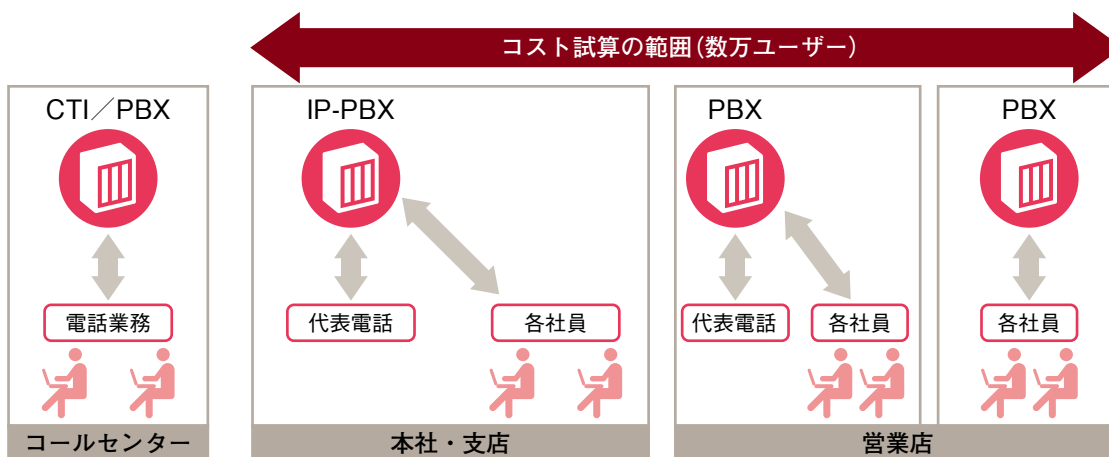 コスト試算の範囲(数万ユーザー)
CTI／PBX
IP-PBX
PBX
PBX
電話業務
代表電話
各社員
代表電話
各社員
各社員
コールセンター
本社・支店
営業店